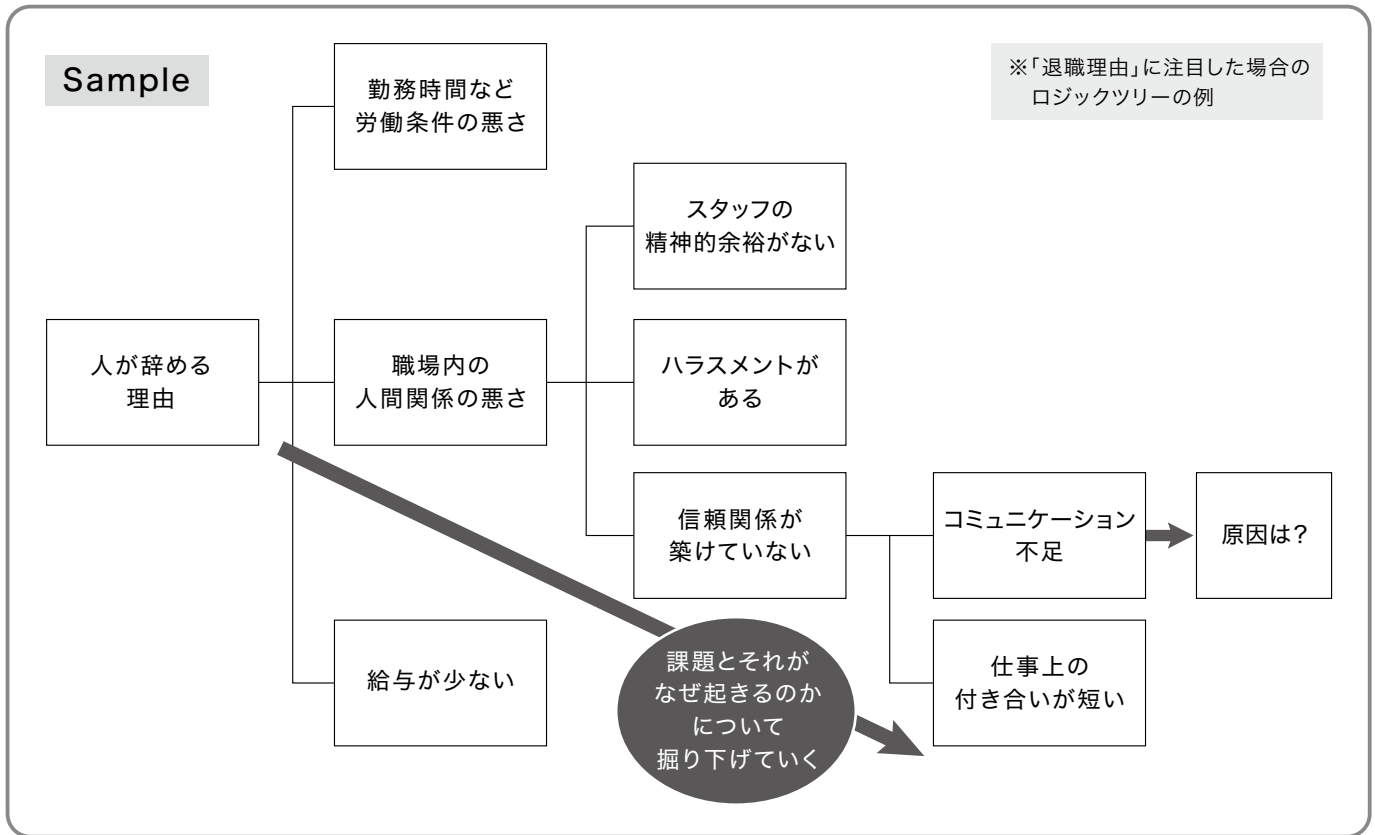 Sample
※「退職理由」に注目した場合の
ロジックツリーの例
勤務時間など
労働条件の悪さ
スタッフの
精神的余裕がない
人が辞める
理由
職場内の
人間関係の悪さ
ハラスメントが
ある
信頼関係が
築けていない
コミュニケーション
不足
原因は?
給与が少ない
課題とそれが
なぜ起きるのか
について
掘り下げていく
仕事上の
付き合いが短い